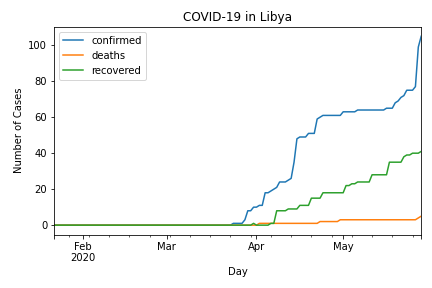 COVID-19 in Libya
confirmed
deaths
recovered
Number of Cases
100
80
60
40
20
0
Feb
2020
Mar
Apr
May
Day